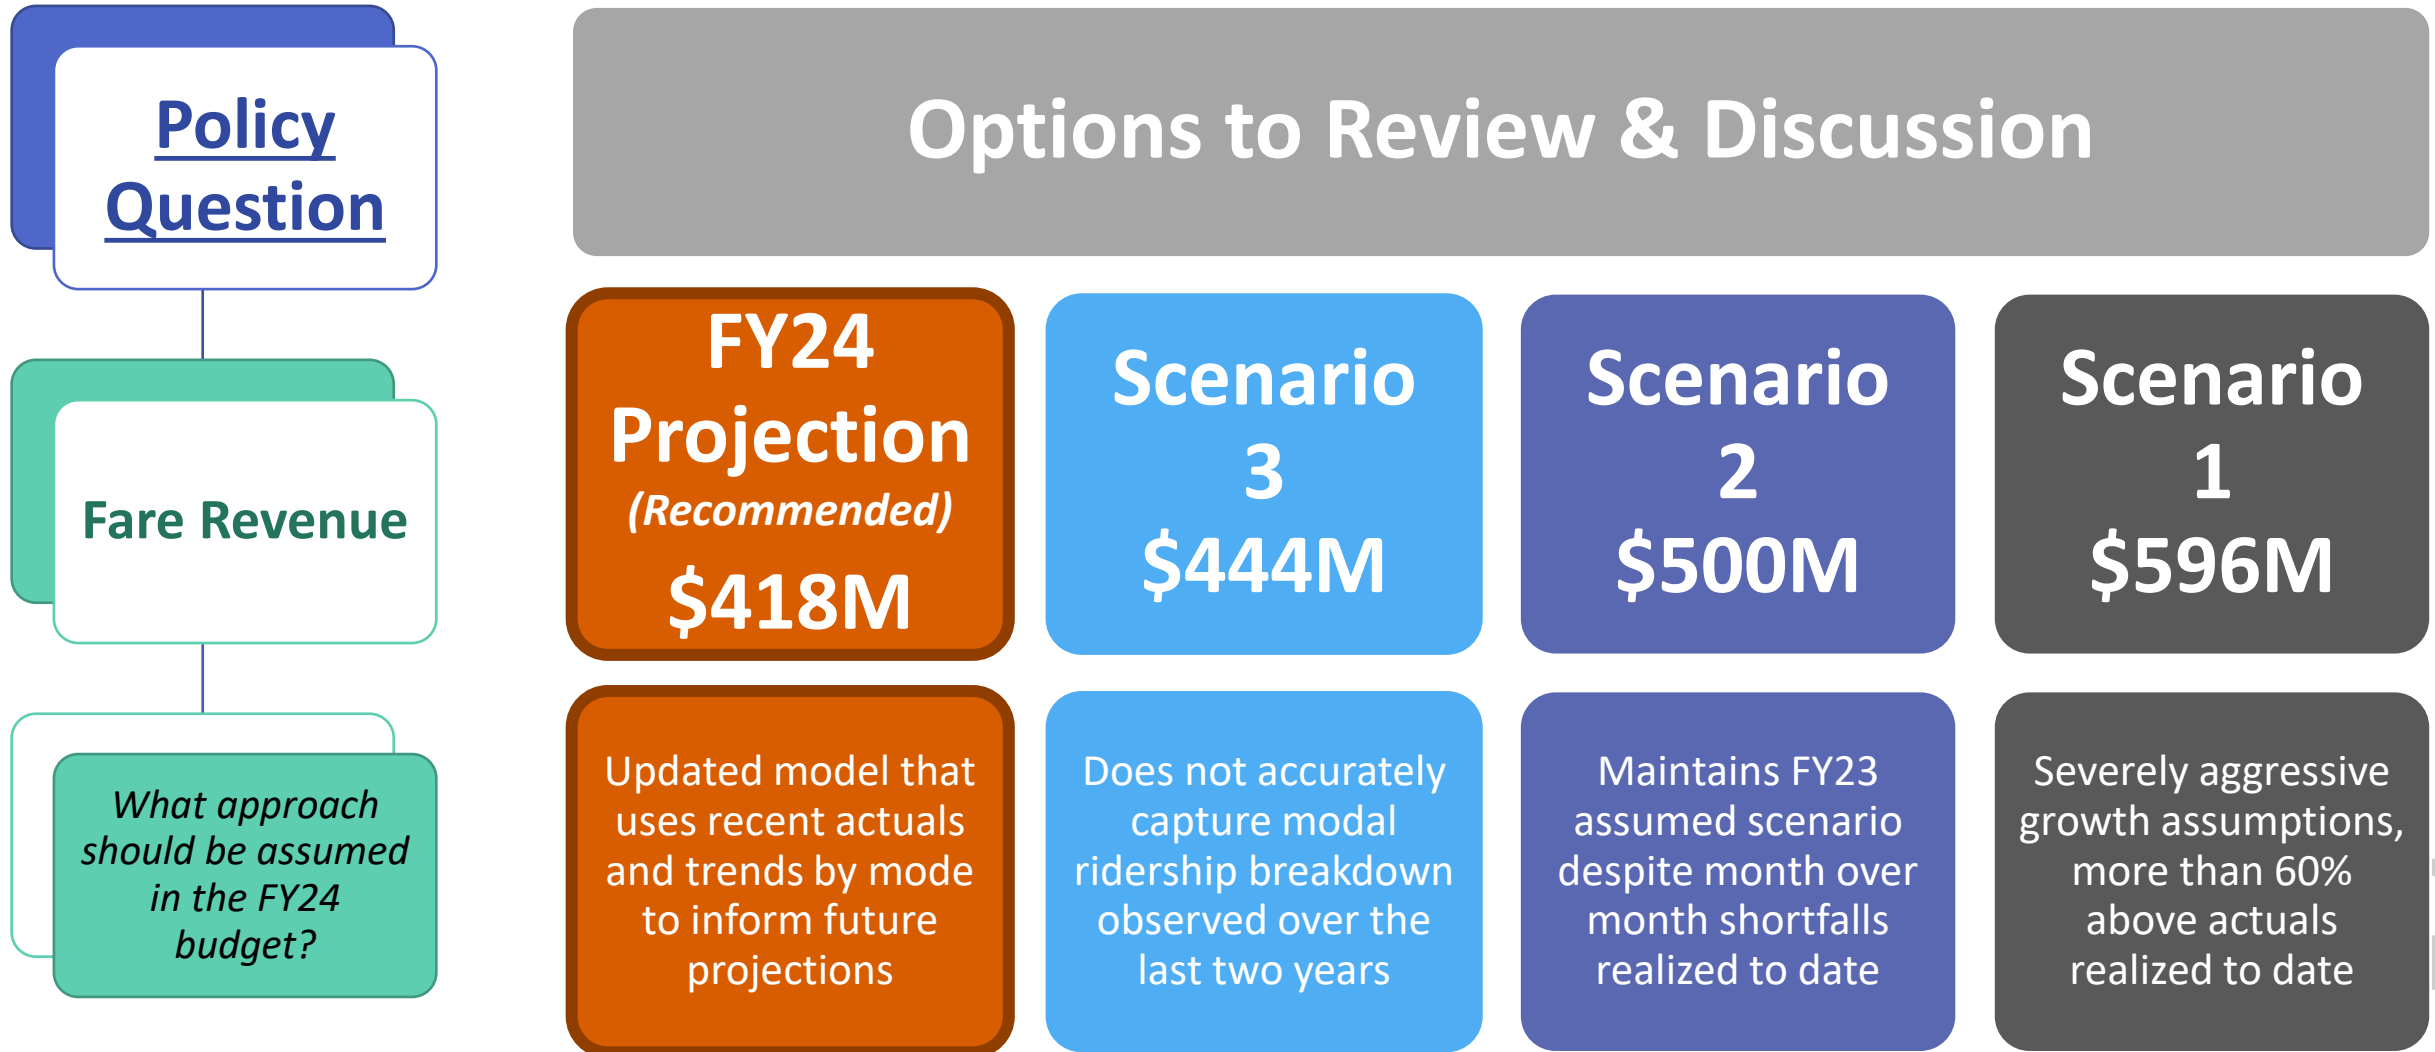 Policy
Question
Options to Review & Discussion
Fare Revenue
FY24
Projection
(Recommended)
$418M
Scenario
3
$444M
Scenario
2
$500M
Scenario
1
$596M
What approach
should be assumed
in the FY24
budget?
Updated model that
uses recent actuals
and trends by mode
to inform future
projections
Does not accurately
capture modal
ridership breakdown
observed over the
last two years
Maintains FY23
assumed scenario
despite month over
month shortfalls
realized to date
Severely aggressive
growth assumptions,
more than 60%
above actuals
realized to date